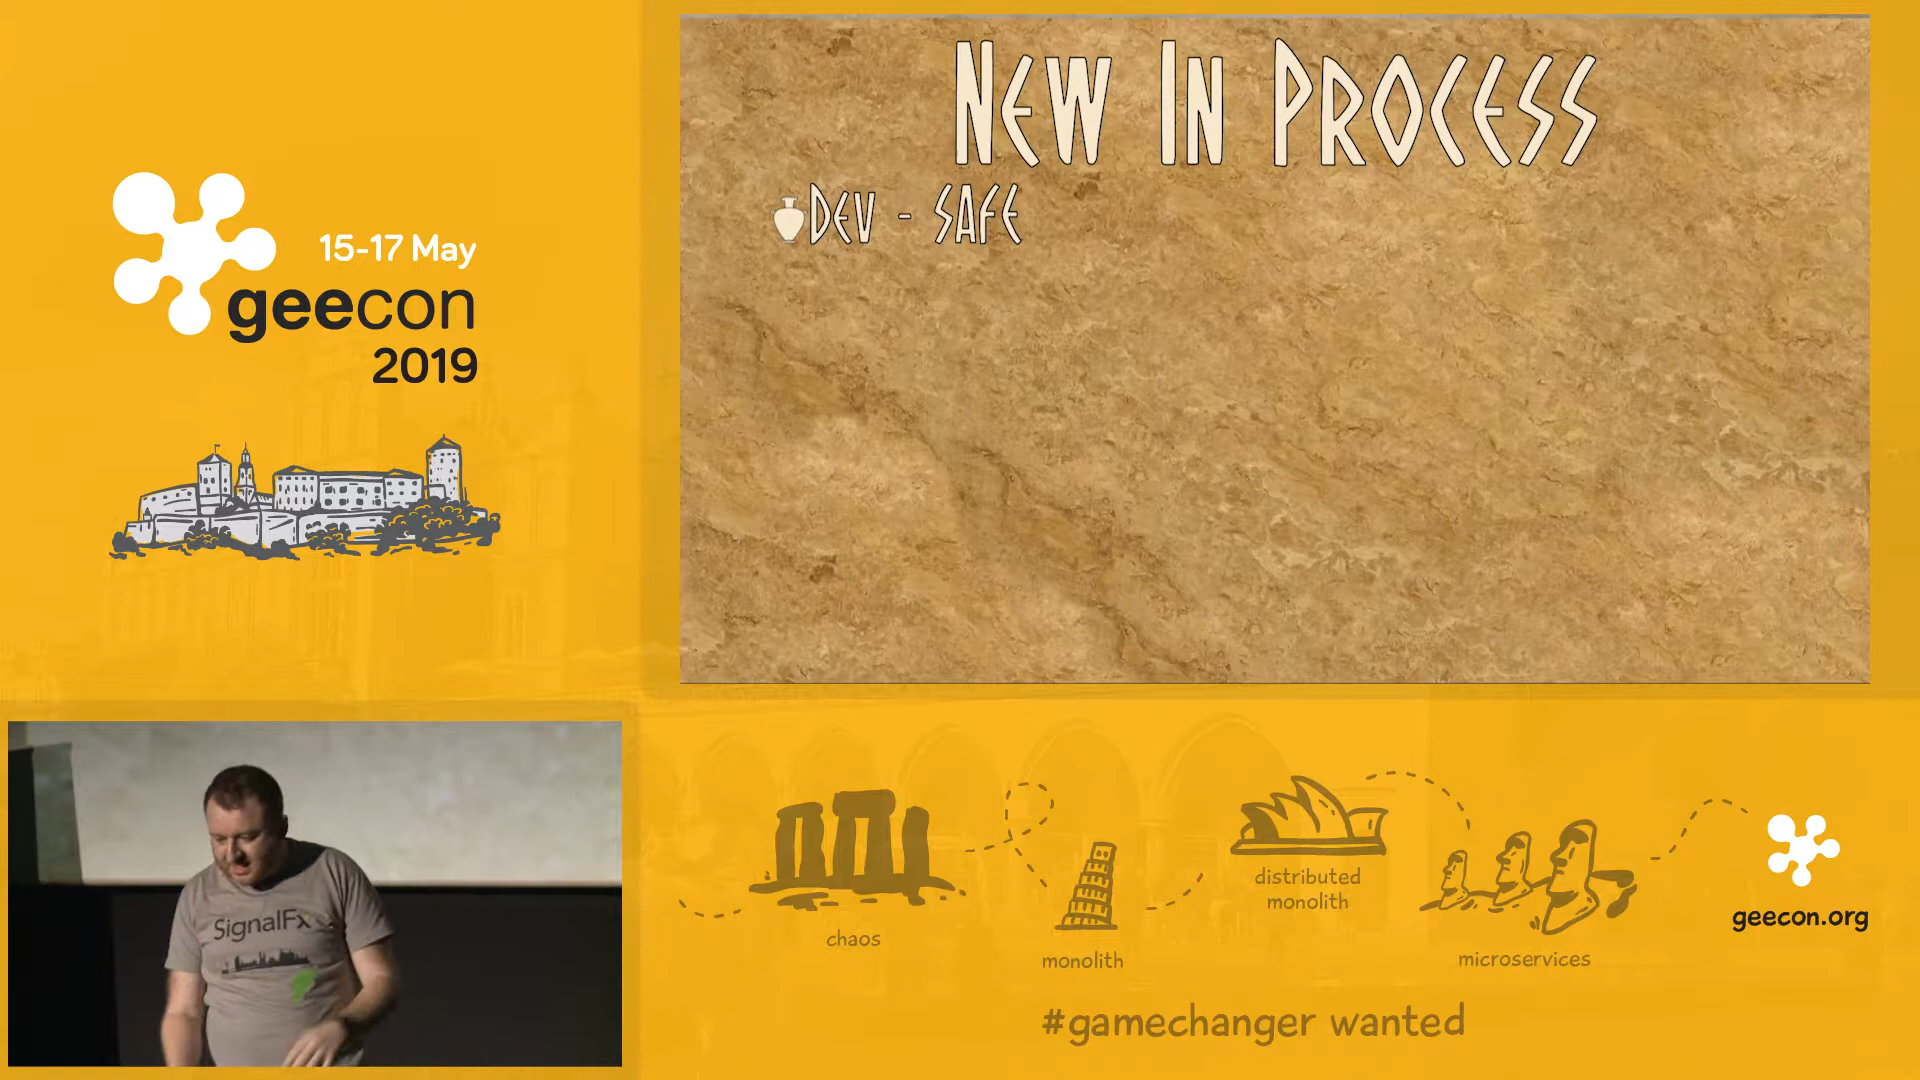 15-17 May
geecon
2019
New In Process
Dev - SAFe
SignalFx
chaos
monolith
distributed
monolith
microservices
geecon.org
#gamechanger wanted